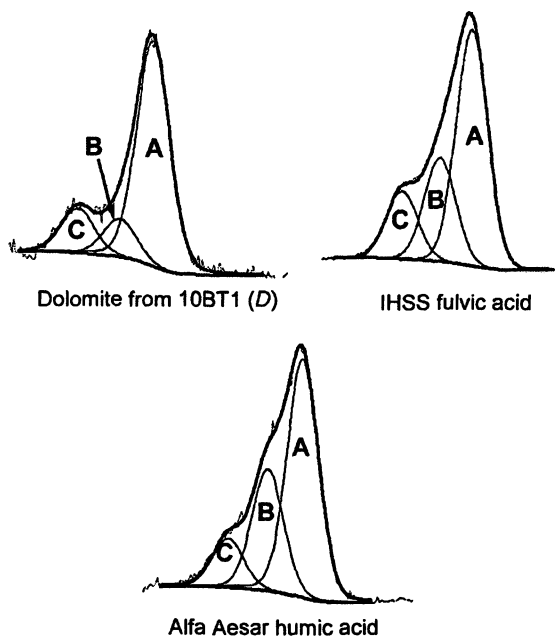 A
B
C
Dolomite from 10BT1 (D)
A
B
C
IHSS fulvic acid
A
B
C
Alfa Aesar humic acid